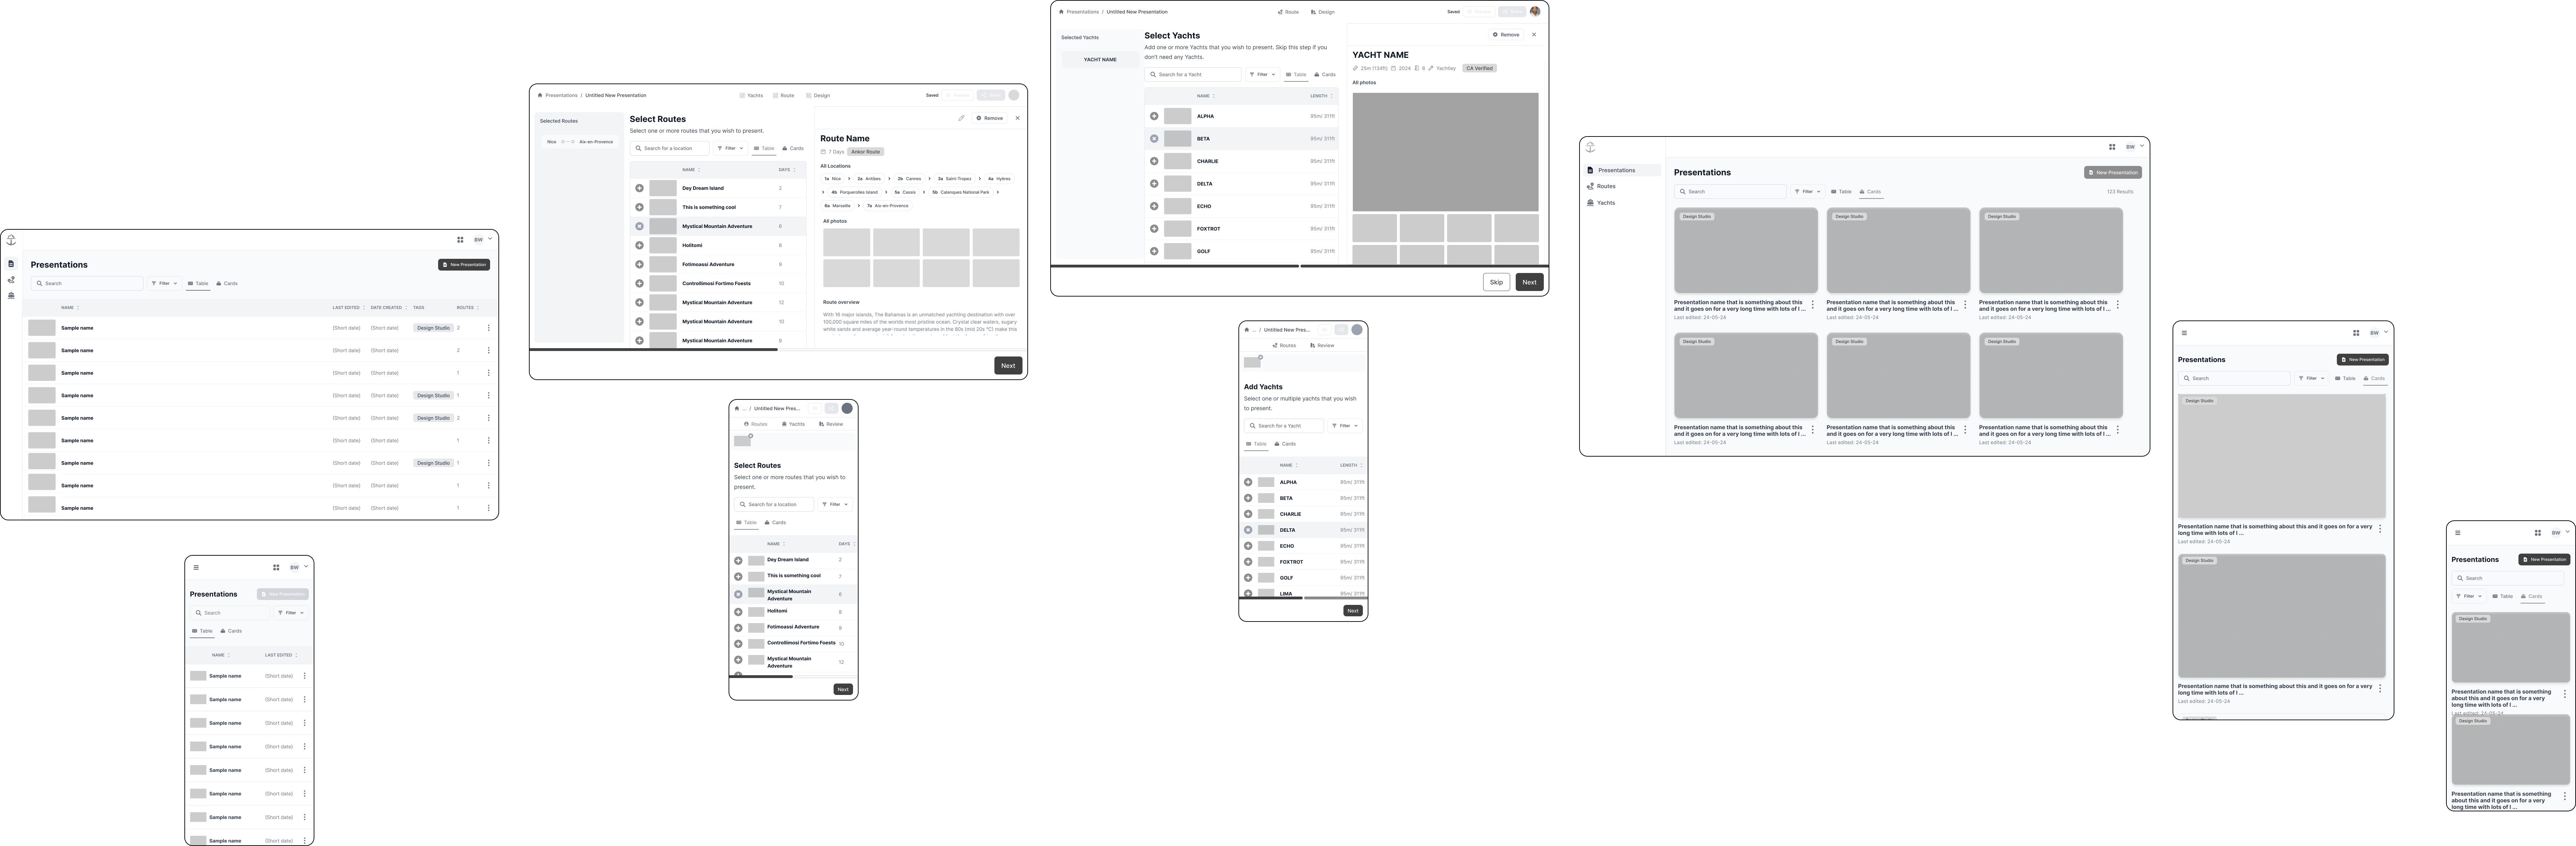 BW
Presentations
New Presentation
Search
Filter
Table
Cards
NAME
LAST EDITED
DATE CREATED
TAGS
ROUTES
Sample name
(Short date)
(Short date)
Design Studio
2
Sample name
(Short date)
(Short date)
2
Sample name
(Short date)
(Short date)
1
Sample name
(Short date)
(Short date)
Design Studio
1
Sample name
(Short date)
(Short date)
Design Studio
2
Sample name
(Short date)
(Short date)
1
Sample name
(Short date)
(Short date)
Design Studio
1
Sample name
(Short date)
(Short date)
1
Sample name
(Short date)
(Short date)
1
BW
Presentations
New Presentation
Search
Filter
Table
Cards
NAME
LAST EDITED
Sample name
(Short date)
Sample name
(Short date)
Sample name
(Short date)
Sample name
(Short date)
Sample name
(Short date)
Sample name
(Short date)
Sample name
(Short date)
Sample name
(Short date)
Presentations / Untitled New Presentation
Yachts
Route
Design
Saved
Selected Routes
Nice
Aix-en-Provence
Select Routes
Select one or more routes that you wish to present.
Search for a location
Filter
Table
Cards
NAME
DAYS
Dey Dream Island
2
This is something cool
7
Mystical Mountain Adventure
6
Holitomi
8
Fotimoassi Adventure
9
Controllimosi Fortimo Foests
10
Mystical Mountain Adventure
12
Mystical Mountain Adventure
10
Mystical Mountain Adventure
9
Remove
Route Name
7 Days
Ankor Route
All Locations
1a Nice
2a Antibes
2b Cannes
3a Saint-Tropez
4a Hyères
4b Porquerolles Island
5a Cassis
5b Calanques National Park
6a Marseille
7a Aix-en-Provence
All photos
Route overview
With 16 major islands, The Bahamas is an unmatched yachting destination with over
100,000 square miles of the worlds most pristine ocean. Crystal clear waters, sugary
white sands and average year-round temperatures in the 80s (mid 20s °C) make this
Next
... / Untitled New Pres...
Routes
Yachts
Review
Select Routes
Select one or more routes that you wish to
present.
Search for a location
Filter
Table
Cards
NAME
DAYS
Dey Dream Island
2
This is something cool
7
Mystical Mountain
Adventure
6
Holitomi
8
Fotimoassi Adventure
9
Controllimosi Fortimo Foests
10
Mystical Mountain
Adventure
12
Next
Presentations / Untitled New Presentation
Route
Design
Saved
Selected Yachts
YACHT NAME
Select Yachts
Add one or more Yachts that you wish to present. Skip this step if you
don't need any Yachts.
Search for a Yacht
Filter
Table
Cards
NAME
LENGTH
ALPHA
95m/ 311ft
BETA
95m/ 311ft
CHARLIE
95m/ 311ft
DELTA
95m/ 311ft
ECHO
95m/ 311ft
FOXTROT
95m/ 311ft
GOLF
95m/ 311ft
Remove
YACHT NAME
25m (134ft)
2024
6
Yachtley
CA Verified
All photos
Skip
Next
... / Untitled New Pres...
Routes
Review
Add Yachts
Select one or multiple yachts that you wish
to present.
Search for a Yacht
Filter
Table
Cards
NAME
LENGTH
ALPHA
95m/ 311ft
BETA
95m/ 311ft
CHARLIE
95m/ 311ft
DELTA
95m/ 311ft
ECHO
95m/ 311ft
FOXTROT
95m/ 311ft
GOLF
95m/ 311ft
LIMA
95m/ 311ft
Next
BW
Presentations
Routes
Yachts
Presentations
New Presentation
Search
Filter
Table
Cards
123 Results
Design Studio
Design Studio
Design Studio
Presentation name that is something about this
and it goes on for a very long time with lots of l ...
Last edited: 24-05-24
Presentation name that is something about this
and it goes on for a very long time with lots of l ...
Last edited: 24-05-24
Presentation name that is something about this
and it goes on for a very long time with lots of l ...
Last edited: 24-05-24
Design Studio
Design Studio
Design Studio
Presentation name that is something about this
and it goes on for a very long time with lots of l ...
Last edited: 24-05-24
Presentation name that is something about this
and it goes on for a very long time with lots of l ...
Last edited: 24-05-24
Presentation name that is something about this
and it goes on for a very long time with lots of l ...
Last edited: 24-05-24
BW
Presentations
New Presentation
Search
Filter
Table
Cards
Design Studio
Presentation name that is something about this and it goes on for a very
long time with lots of l ...
Last edited: 24-05-24
Design Studio
Presentation name that is something about this and it goes on for a very
long time with lots of l ...
Last edited: 24-05-24
BW
Presentations
New Presentation
Search
Filter
Table
Cards
Design Studio
Presentation name that is something
about this and it goes on for a very
long time with lots of l ...
Last edited: 24-05-24
Design Studio
Presentation name that is something
about this and it goes on for a very
long time with lots of l ...